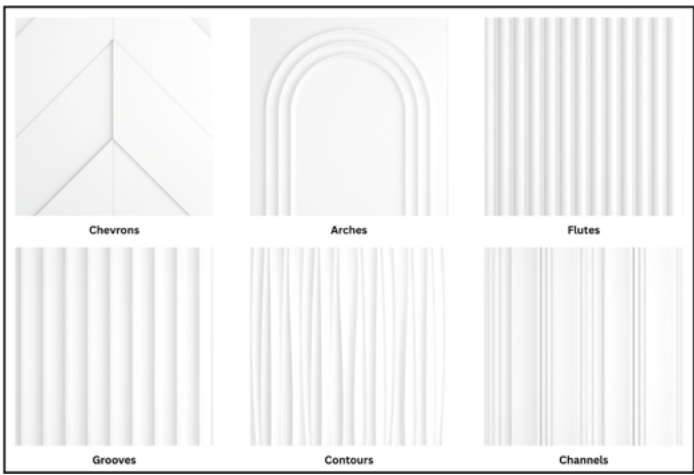 Chevrons
Arches
Flutes
Grooves
Contours
Channels